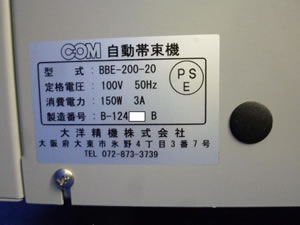 COM 自動帯束機
型 式 : BBE-200-20
定格電圧 : 100V 50Hz
消費電力 : 150W 3A
製造番号 : B-124 B
PS
E
大洋精機株式会社
大阪府大東市氷野4丁目3番7号
TEL 072-873-3739